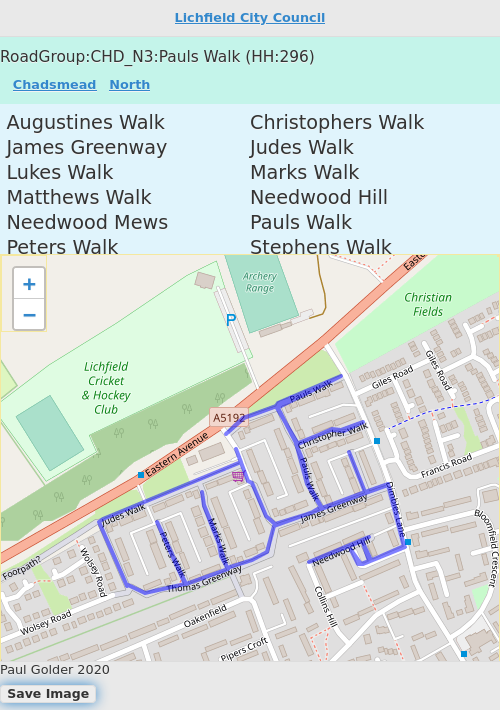 Lichfield City Council
RoadGroup:CHD_N3:Pauls Walk (HH:296)
Chadsmead North
Augustines Walk Christophers Walk
James Greenway Judes Walk
Lukes Walk Marks Walk
Matthews Walk Needwood Hill
Needwood Mews Pauls Walk
Peters Walk Stephens Walk
+
−
Archery
Range
P
Christian
Fields
Lichfield
Cricket
& Hockey
Club
A5192
Eastern Avenue
Pauls Walk
Giles Road
Giles Road
Christopher Walk
Pauls Walk
Francis Road
Judes Walk
James Greenway
Dimbles Lane
Peters Walk
Marks Walk
Needwood Hill
Bloomfield Crescent
Footpath?
Wolsey Road
Thomas Greenway
Wolsey Road
Oakenfield
Collins Hill
Pipers Croft
Paul Golder 2020
Save Image